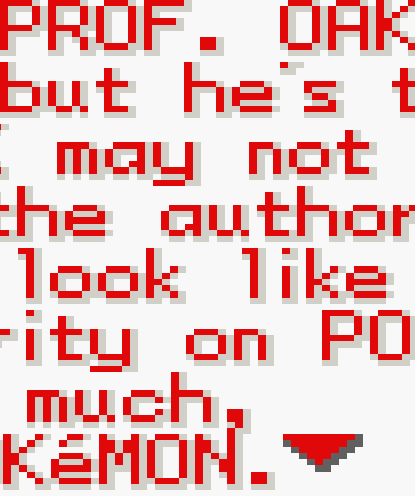 PROF. OAK
but he's t
may not
the author
look like
rity on PO
much,
KéMON.